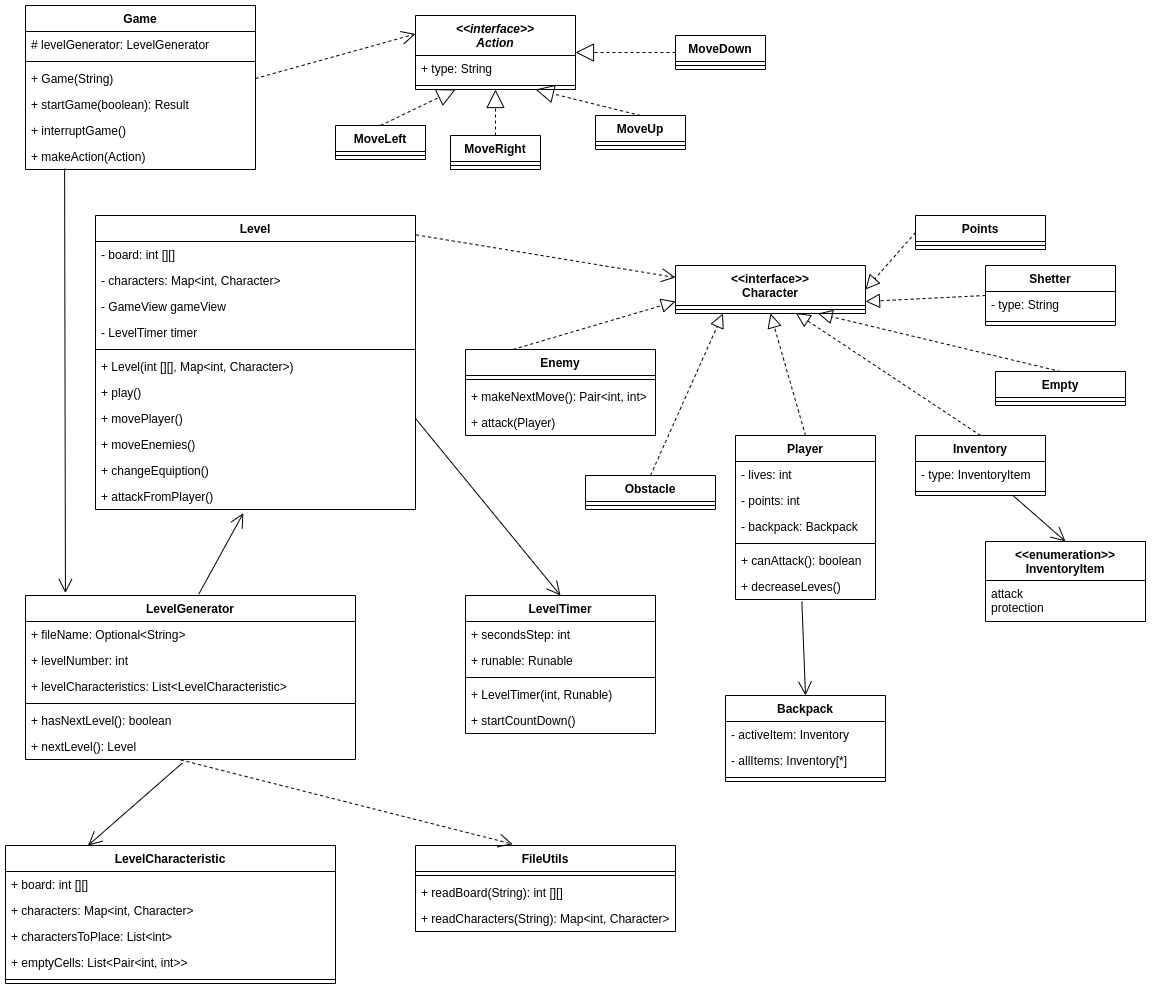 Game
# levelGenerator: LevelGenerator
+ Game(String)
+ startGame(boolean): Result
+ interruptGame()
+ makeAction(Action)
<<interface>>
Action
+ type: String
MoveDown
MoveLeft
MoveRight
MoveUp
Level
- board: int [][]
- characters: Map<int, Character>
- GameView gameView
- LevelTimer timer
+ Level(int [][], Map<int, Character>)
+ play()
+ movePlayer()
+ moveEnemies()
+ changeEquiption()
+ attackFromPlayer()
<<interface>>
Character
Points
Shetter
- type: String
Empty
Enemy
+ makeNextMove(): Pair<int, int>
+ attack(Player)
Obstacle
Player
- lives: int
- points: int
- backpack: Backpack
+ canAttack(): boolean
+ decreaseLeves()
Inventory
- type: InventoryItem
<<enumeration>>
InventoryItem
attack
protection
LevelGenerator
+ fileName: Optional<String>
+ levelNumber: int
+ levelCharacteristics: List<LevelCharacteristic>
+ hasNextLevel(): boolean
+ nextLevel(): Level
LevelTimer
+ secondsStep: int
+ runable: Runable
+ LevelTimer(int, Runable)
+ startCountDown()
Backpack
- activeItem: Inventory
- allItems: Inventory[*]
LevelCharacteristic
+ board: int [][]
+ characters: Map<int, Character>
+ charactersToPlace: List<int>
+ emptyCells: List<Pair<int, int>>
FileUtils
+ readBoard(String): int [][]
+ readCharacters(String): Map<int, Character>